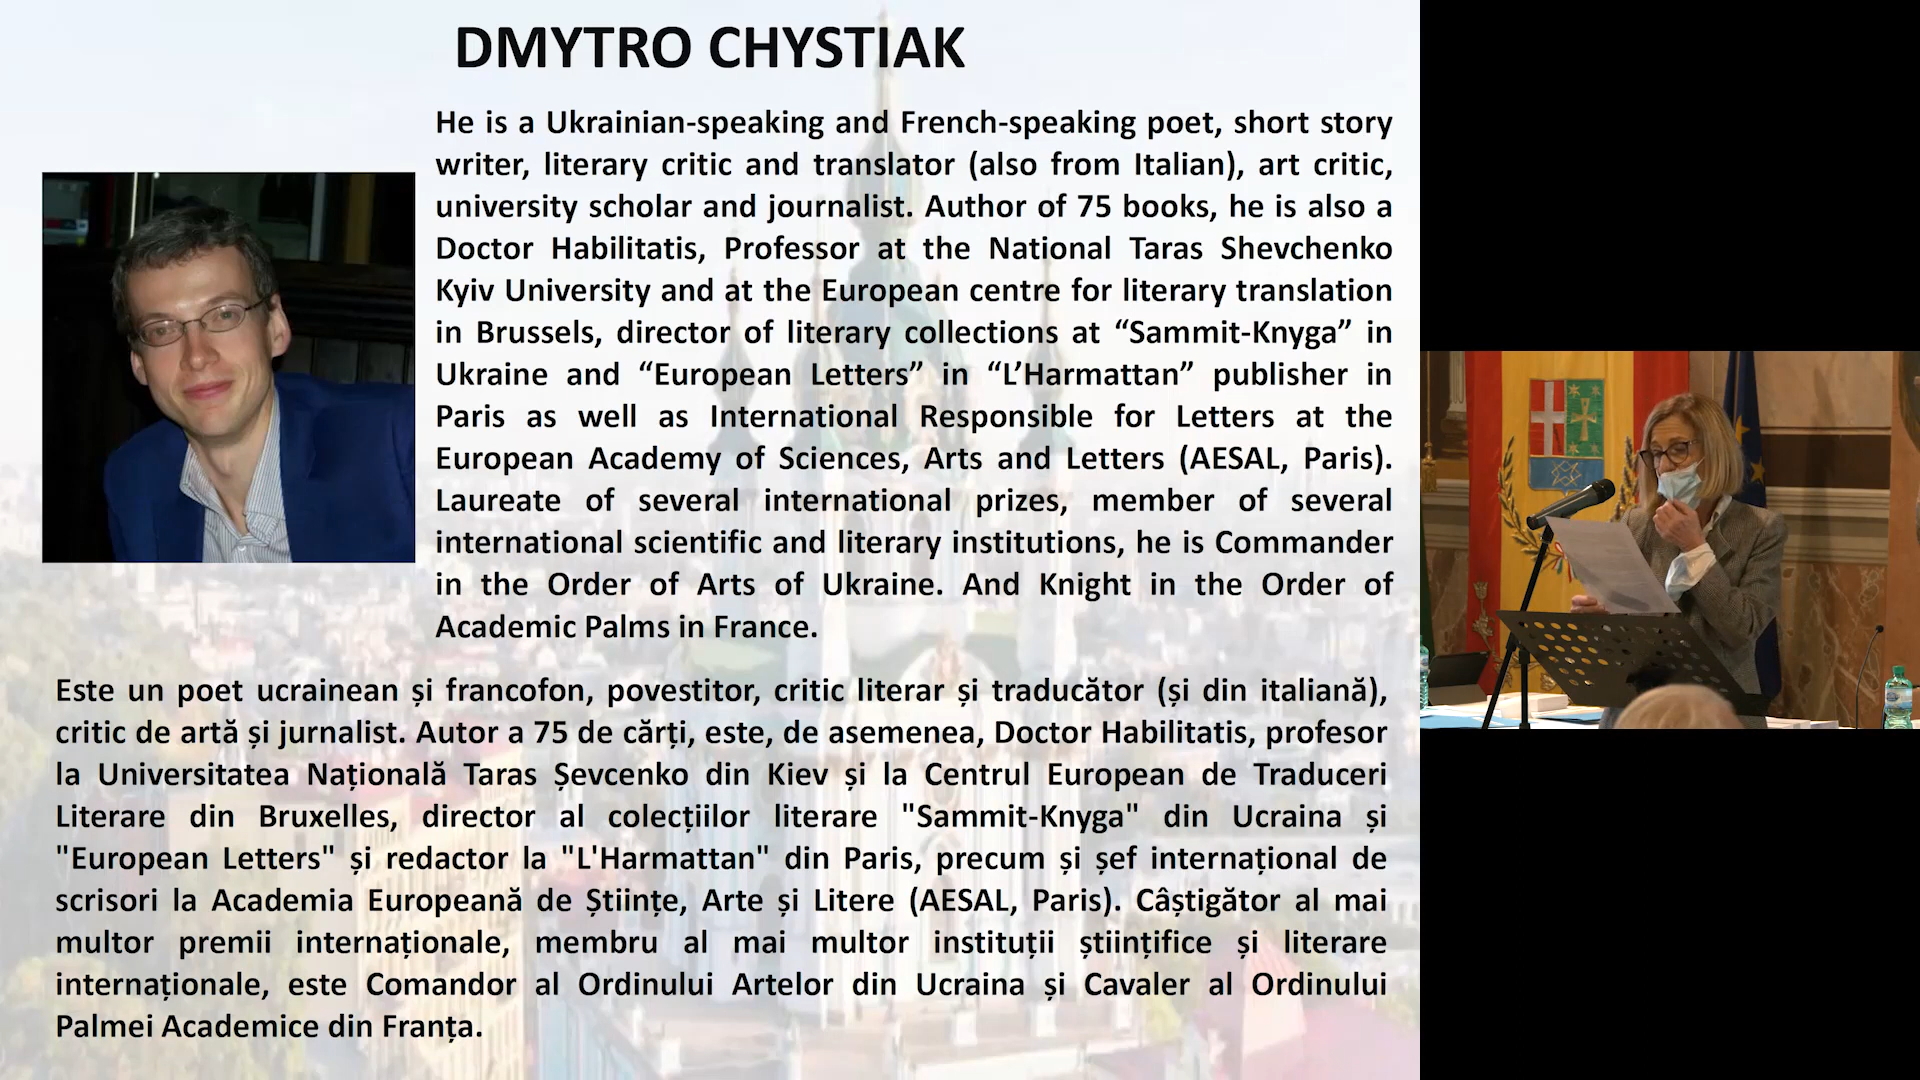 DMYTRO CHYSTIAK
He is a Ukrainian-speaking and French-speaking poet, short story
writer, literary critic and translator (also from Italian), art critic,
university scholar and journalist. Author of 75 books, he is also a
Doctor Habilitatis, Professor at the National Taras Shevchenko
Kyiv University and at the European centre for literary translation
in Brussels, director of literary collections at “Sammit-Knyga” in
Ukraine and “European Letters” in “L’Harmattan” publisher in
Paris as well as International Responsible for Letters at the
European Academy of Sciences, Arts and Letters (AESAL, Paris).
Laureate of several international prizes, member of several
international scientific and literary institutions, he is Commander
in the Order of Arts of Ukraine. And Knight in the Order of
Academic Palms in France.
Este un poet ucrainean și francofon, povestitor, critic literar și traducător (și din italiană),
critic de artă și jurnalist. Autor a 75 de cărți, este, de asemenea, Doctor Habilitatis, profesor
la Universitatea Națională Taras Șevcenko din Kiev și la Centrul European de Traduceri
Literare din Bruxelles, director al colecțiilor literare "Sammit-Knyga" din Ucraina și
"European Letters" și redactor la "L'Harmattan" din Paris, precum și șef internațional de
scrisori la Academia Europeană de Științe, Arte și Litere (AESAL, Paris). Câștigător al mai
multor premii internaționale, membru al mai multor instituții științifice și literare
internaționale, este Comandor al Ordinului Artelor din Ucraina și Cavaler al Ordinului
Palmei Academice din Franța.